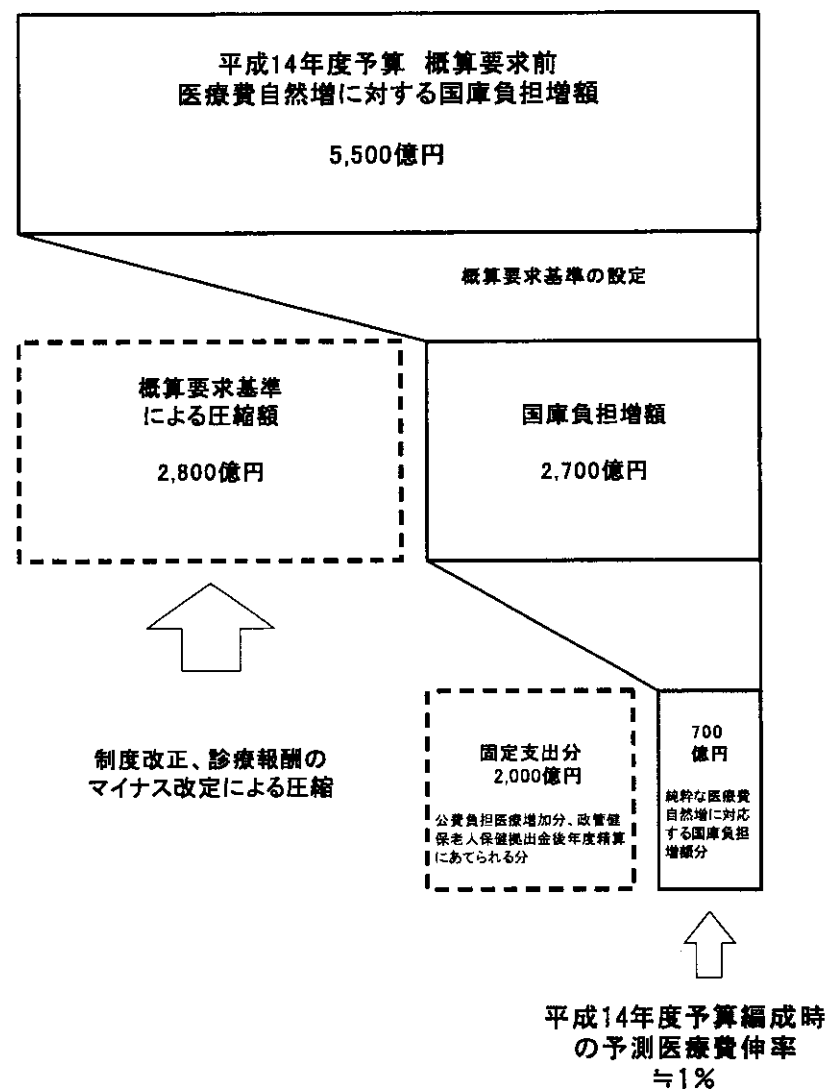 平成14年度予算 概算要求前
医療費自然増に対する国庫負担増額
5,500億円
概算要求基準の設定
概算要求基準
による圧縮額
2,800億円
国庫負担増額
2,700億円
制度改正、診療報酬の
マイナス改定による圧縮
固定支出分
2,000億円
公費負担医療増加分、政管健
保老人保健拠出金後年度精算
にあてられる分
700
億円
純粋な医療費
自然増に対応
する国庫負担
増額分
平成14年度予算編成時
の予測医療費伸率
≒1%